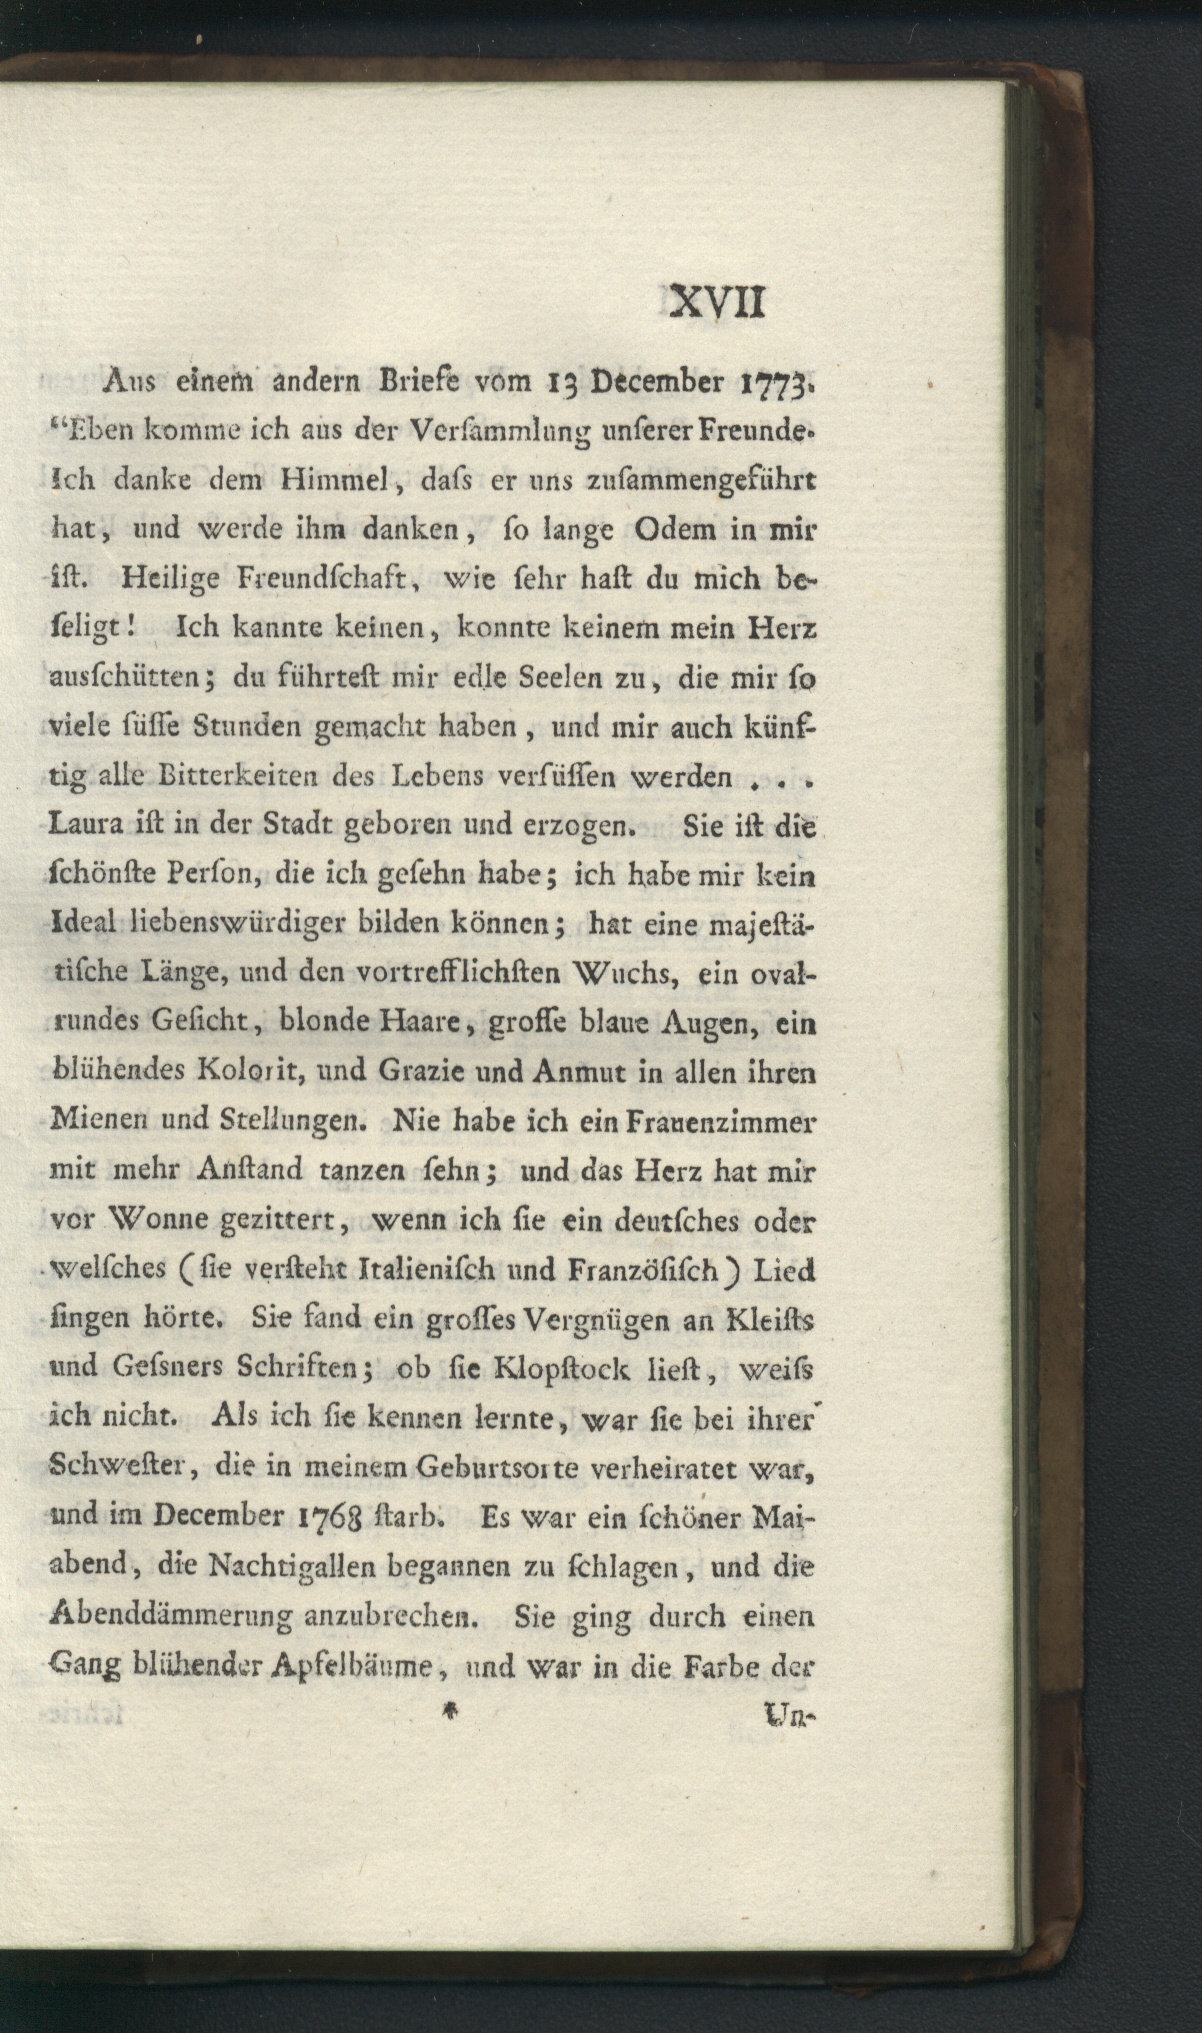 XVII
Aus einem andern Briefe vom 13 December 1773.
“Eben komme ich aus der Verſammlung unſerer Freunde.
Ich danke dem Himmel, daſs er uns zuſammengeführt
hat, und werde ihm danken, ſo lange Odem in mir
iſt. Heilige Freundſchaft, wie ſehr haſt du mich be-
ſeligt! Ich kannte keinen, konnte keinem mein Herz
ausſchütten; du führteſt mir edle Seelen zu, die mir ſo
viele ſüſſe Stunden gemacht haben, und mir auch künf-
tig alle Bitterkeiten des Lebens verſüſſen werden . . .
Laura iſt in der Stadt geboren und erzogen. Sie iſt die
ſchönſte Perſon, die ich geſehn habe; ich habe mir kein
Ideal liebenswürdiger bilden können; hat eine majeſtä-
tiſche Länge, und den vortrefflichſten Wuchs, ein oval-
rundes Geſicht, blonde Haare, groſſe blaue Augen, ein
blühendes Kolorit, und Grazie und Anmut in allen ihren
Mienen und Stellungen. Nie habe ich ein Frauenzimmer
mit mehr Anſtand tanzen ſehn; und das Herz hat mir
vor Wonne gezittert, wenn ich ſie ein deutſches oder
welſches (ſie verſteht Italieniſch und Franzöſiſch) Lied
ſingen hörte. Sie fand ein groſſes Vergnügen an Kleiſts
und Geſsners Schriften; ob ſie Klopſtock lieſt, weiſs
ich nicht. Als ich ſie kennen lernte, war ſie bei ihrer
Schweſter, die in meinem Geburtsorte verheiratet war,
und im December 1768 ſtarb. Es war ein ſchöner Mai-
abend, die Nachtigallen begannen zu ſchlagen, und die
Abenddämmerung anzubrechen. Sie ging durch einen
Gang blühender Apfelbäume, und war in die Farbe der
* Un-